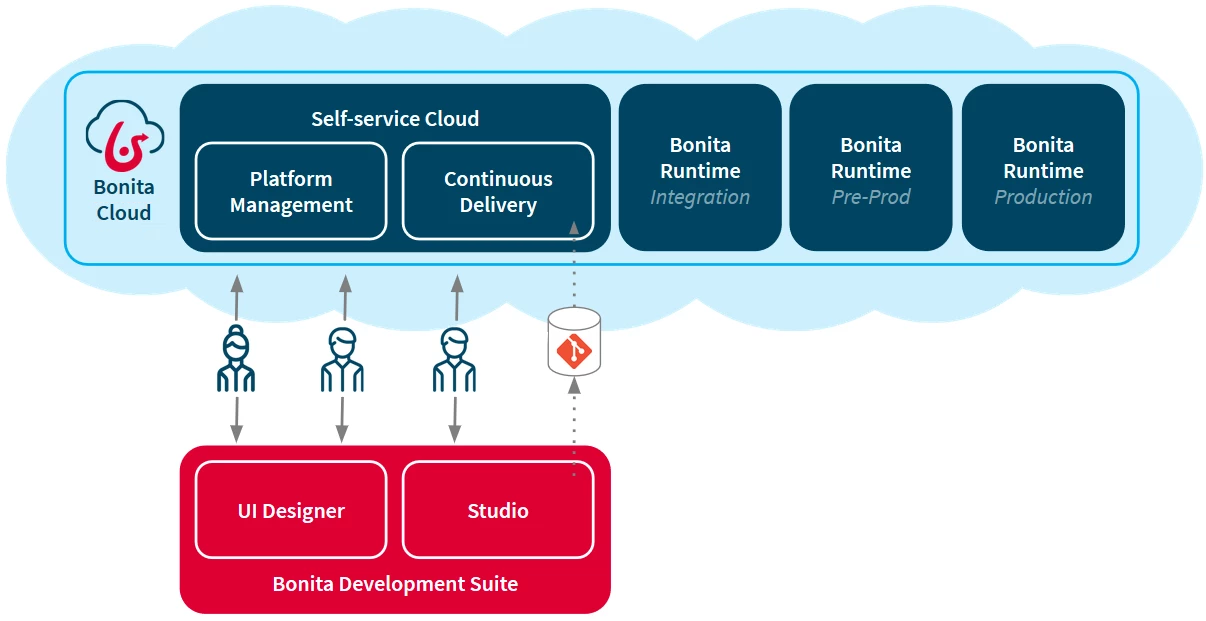 Bonita
Cloud
Self-service Cloud
Platform
Management
Continuous
Delivery
Bonita
Runtime
Integration
Bonita
Runtime
Pre-Prod
Bonita
Runtime
Production
UI Designer
Studio
Bonita Development Suite